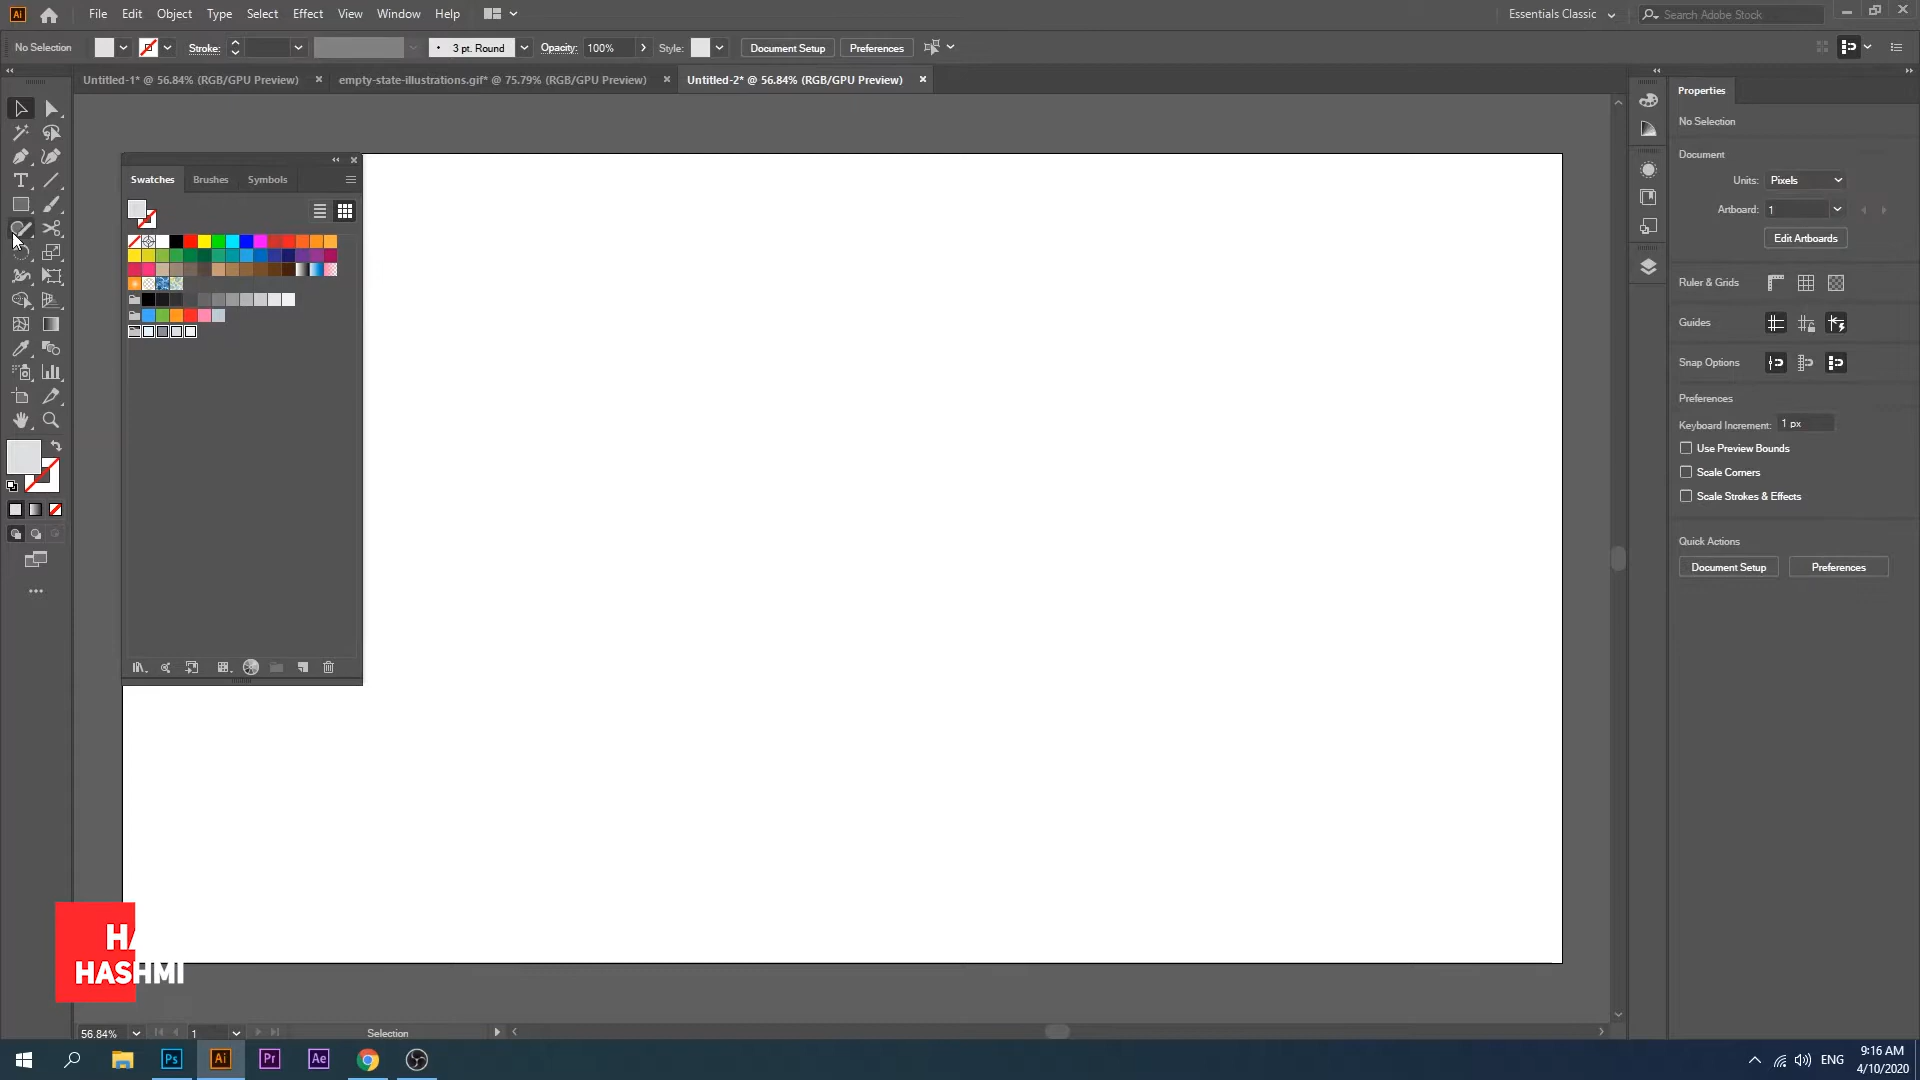 Ai File Edit Object Type Select Effect View Window Help Essentials Classic Search Adobe Stock
No Selection Stroke: 3 pt. Round Opacity: 100% Style: Document Setup Preferences
Untitled-1* @ 56.84% (RGB/GPU Preview) empty-state-illustrations.gif* @ 75.79% (RGB/GPU Preview) Untitled-2* @ 56.84% (RGB/GPU Preview)
Swatches Brushes Symbols
Properties
No Selection
Document
Units: Pixels
Artboard: 1
Edit Artboards
Ruler & Grids
Guides
Snap Options
Preferences
Keyboard Increment: 1 px
Use Preview Bounds
Scale Corners
Scale Strokes & Effects
Quick Actions
Document Setup Preferences
HASHMI
56.84% 1 Selection
Ps Ai Pr Ae ENG 9:16 AM
4/10/2020